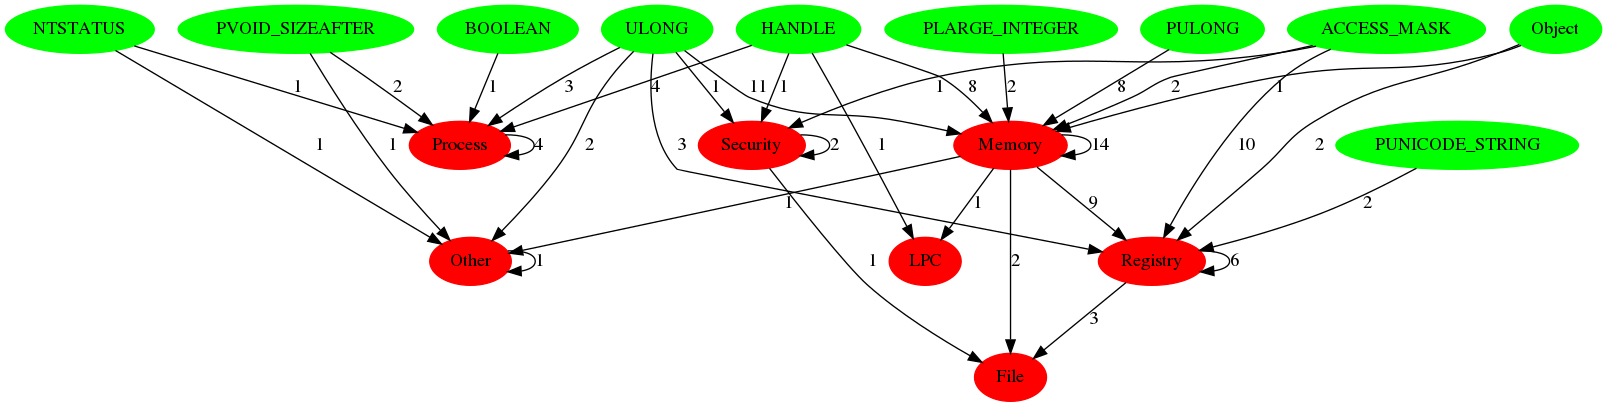 NTSTATUS PVOID_SIZEAFTER BOOLEAN ULONG HANDLE PLARGE_INTEGER PULONG ACCESS_MASK Object
1 2 1 3 4 1 11 1 8 2 8 1 2 1
Process Security Memory PUNICODE_STRING
1 1 4 2 3 2 1 14 10 2
1 1 9 2
Other LPC Registry
1 1 2 6
3
File